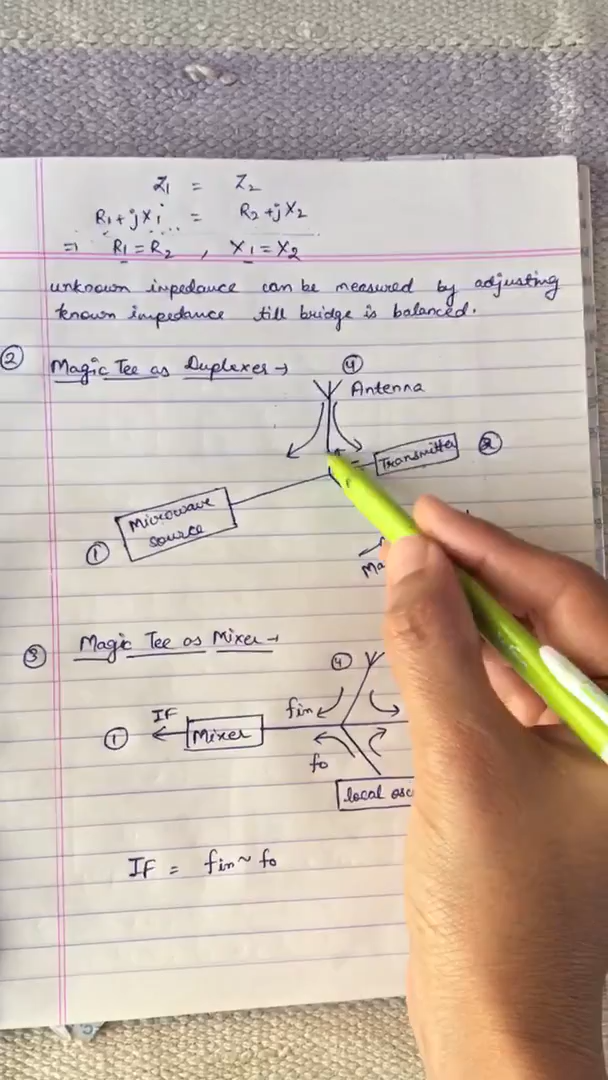 Z1 = Z2
R1+jX1 = R2+jX2
⇒ R1=R2 , X1=X2
unknown impedance can be measured by adjusting
known impedance till bridge is balanced.
② Magic Tee as Duplexer→
④
Antenna
Transmitter ②
Microwave
source
①
Ma
③ Magic Tee as Mixer→
④
fin
IF
① Mixer
fo
local osc
IF = fin~fo